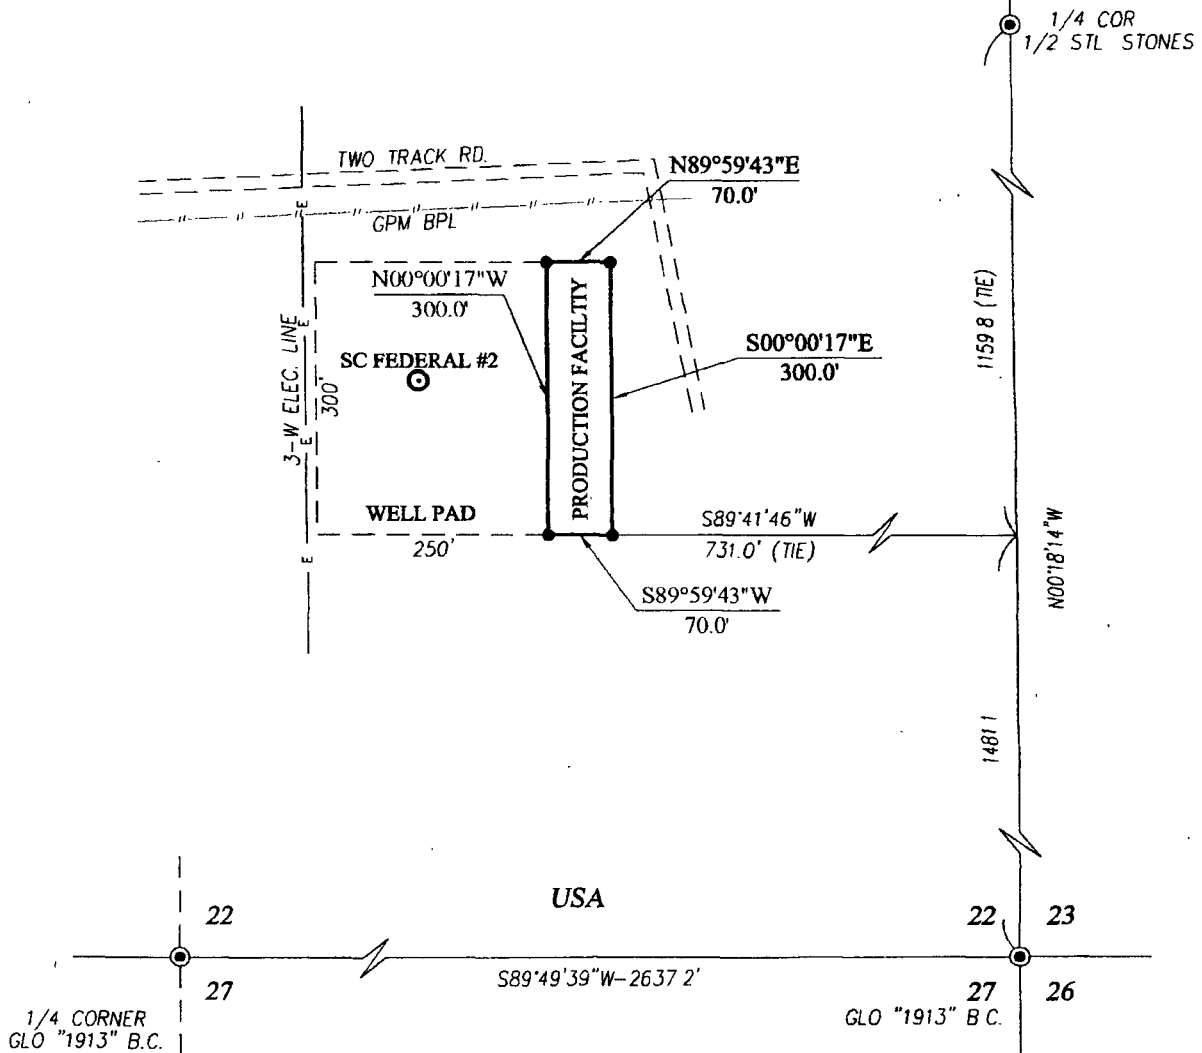 1/4 COR
1/2 STL STONES
TWO TRACK RD.
N89°59'43"E
70.0'
GPM BPL
N00°00'17"W
300.0'
1159 8 (TIE)
3-W ELEC. LINE
E
E
E
E
300'
SC FEDERAL #2
PRODUCTION FACILTIY
S00°00'17"E
300.0'
WELL PAD
250'
S89°41'46"W
731.0' (TIE)
N00°18'14"W
S89°59'43"W
70.0'
1481 1
USA
22
22
23
S89°49'39"W-2637 2'
27
27
26
1/4 CORNER
GLO "1913" B.C.
GLO "1913" B C.